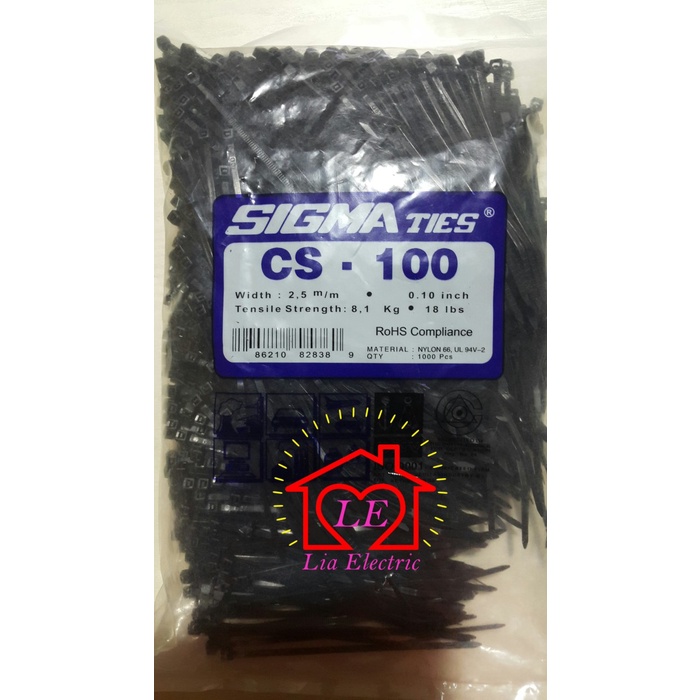 SIGMA TIES ®
CS - 100
Width : 2,5 m/m • 0.10 inch
Tensile Strength: 8,1 Kg • 18 lbs
RoHS Compliance
86210 82838 9
MATERIAL : NYLON 66, UL 94V-2
QTY : 1000 Pcs
LE
Lia Electric